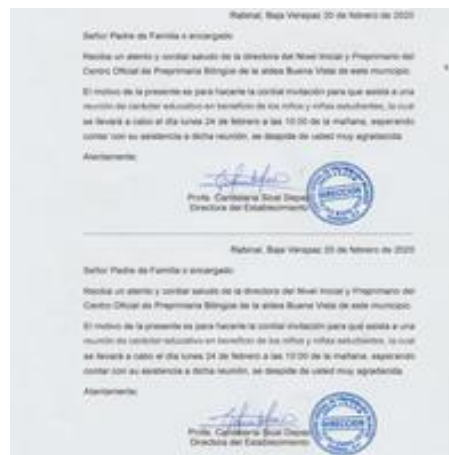 Rabinal, Baja Verapaz 20 de febrero de 2020
Señor Padre de Familia o encargado
Reciba un atento y cordial saludo de la directora del Nivel Inicial y Preprimario del
Centro Oficial de Preprimaria Bilingüe de la aldea Buena Vista de este municipio.
El motivo de la presente es para hacerle la cordial invitación para que asista a una
reunión de carácter educativo en beneficio de los niños y niñas estudiantes, la cual
se llevará a cabo el día lunes 24 de febrero a las 10:00 de la mañana, esperando
contar con su asistencia a dicha reunión, se despide de usted muy agradecida.
Atentamente:
Profa. Candelaria Sical
Directora del Establecimiento
DIRECCION
Rabinal, Baja Verapaz 20 de febrero de 2020
Señor Padre de Familia o encargado
Reciba un atento y cordial saludo de la directora del Nivel Inicial y Preprimario del
Centro Oficial de Preprimaria Bilingüe de la aldea Buena Vista de este municipio.
El motivo de la presente es para hacerle la cordial invitación para que asista a una
reunión de carácter educativo en beneficio de los niños y niñas estudiantes, la cual
se llevará a cabo el día lunes 24 de febrero a las 10:00 de la mañana, esperando
contar con su asistencia a dicha reunión, se despide de usted muy agradecida.
Atentamente:
Profa. Candelaria Sical
Directora del Establecimiento
DIRECCION